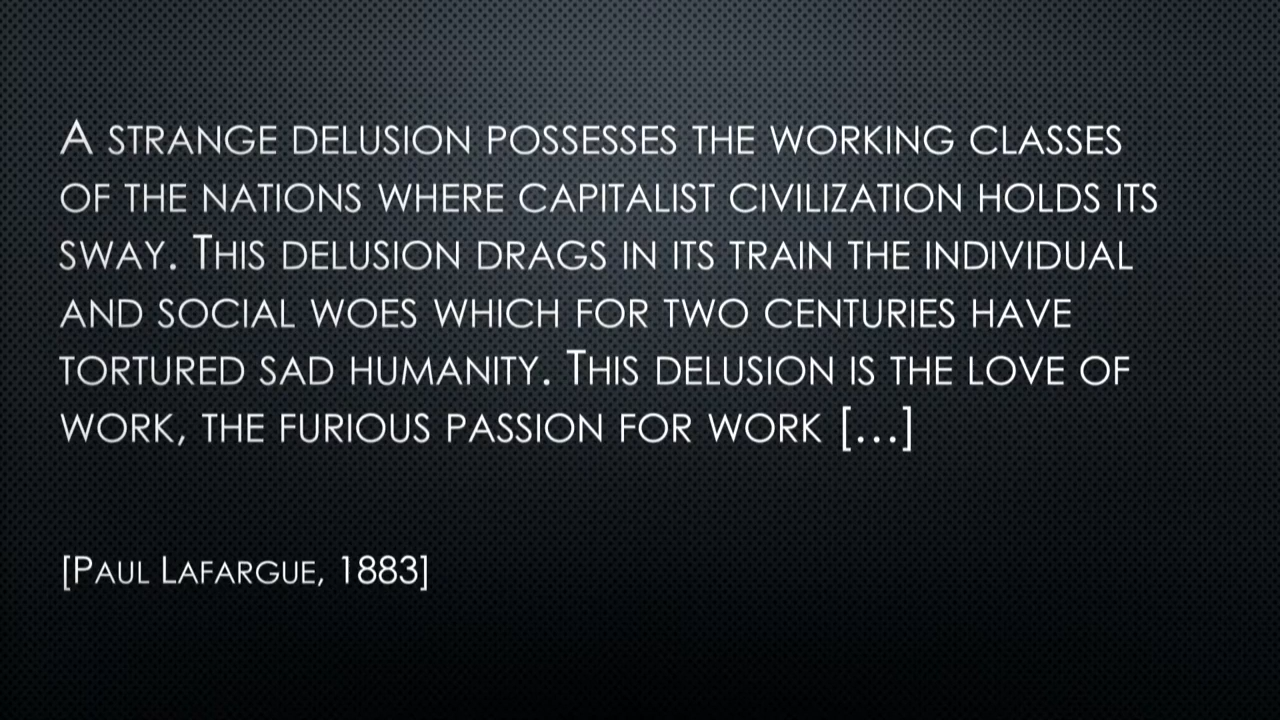 A STRANGE DELUSION POSSESSES THE WORKING CLASSES
OF THE NATIONS WHERE CAPITALIST CIVILIZATION HOLDS ITS
SWAY. THIS DELUSION DRAGS IN ITS TRAIN THE INDIVIDUAL
AND SOCIAL WOES WHICH FOR TWO CENTURIES HAVE
TORTURED SAD HUMANITY. THIS DELUSION IS THE LOVE OF
WORK, THE FURIOUS PASSION FOR WORK [...]
[PAUL LAFARGUE, 1883]